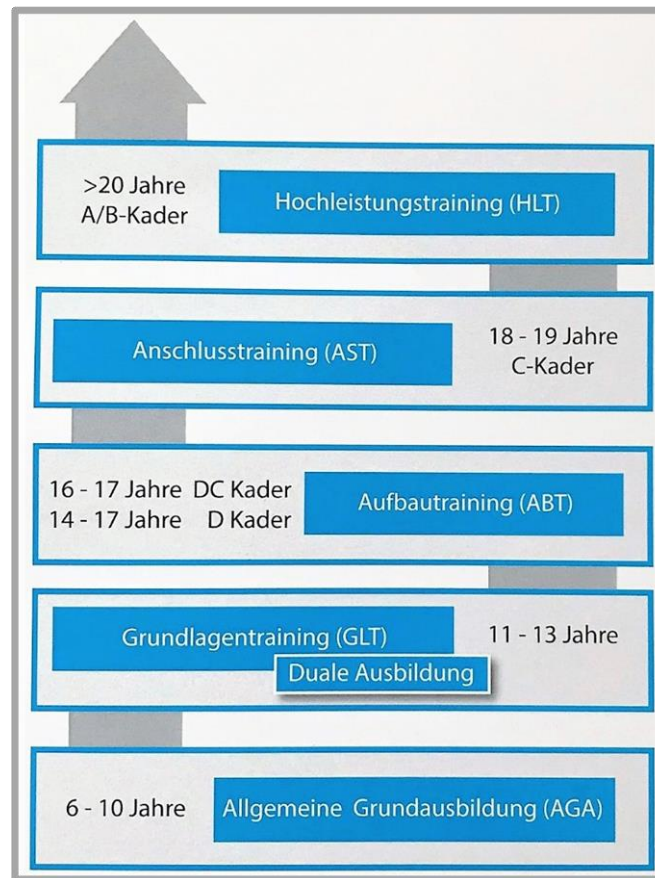 >20 Jahre
A/B-Kader
Hochleistungstraining (HLT)
Anschlusstraining (AST)
18 - 19 Jahre
C-Kader
16 - 17 Jahre DC Kader
14 - 17 Jahre D Kader
Aufbautraining (ABT)
Grundlagentraining (GLT)
Duale Ausbildung
11 - 13 Jahre
6 - 10 Jahre
Allgemeine Grundausbildung (AGA)